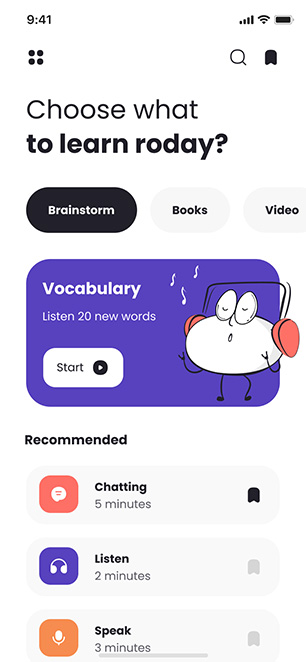 9:41
Choose what
to learn roday?
Brainstorm
Books
Video
Vocabulary
Listen 20 new words
Start
Recommended
Chatting
5 minutes
Listen
2 minutes
Speak
3 minutes